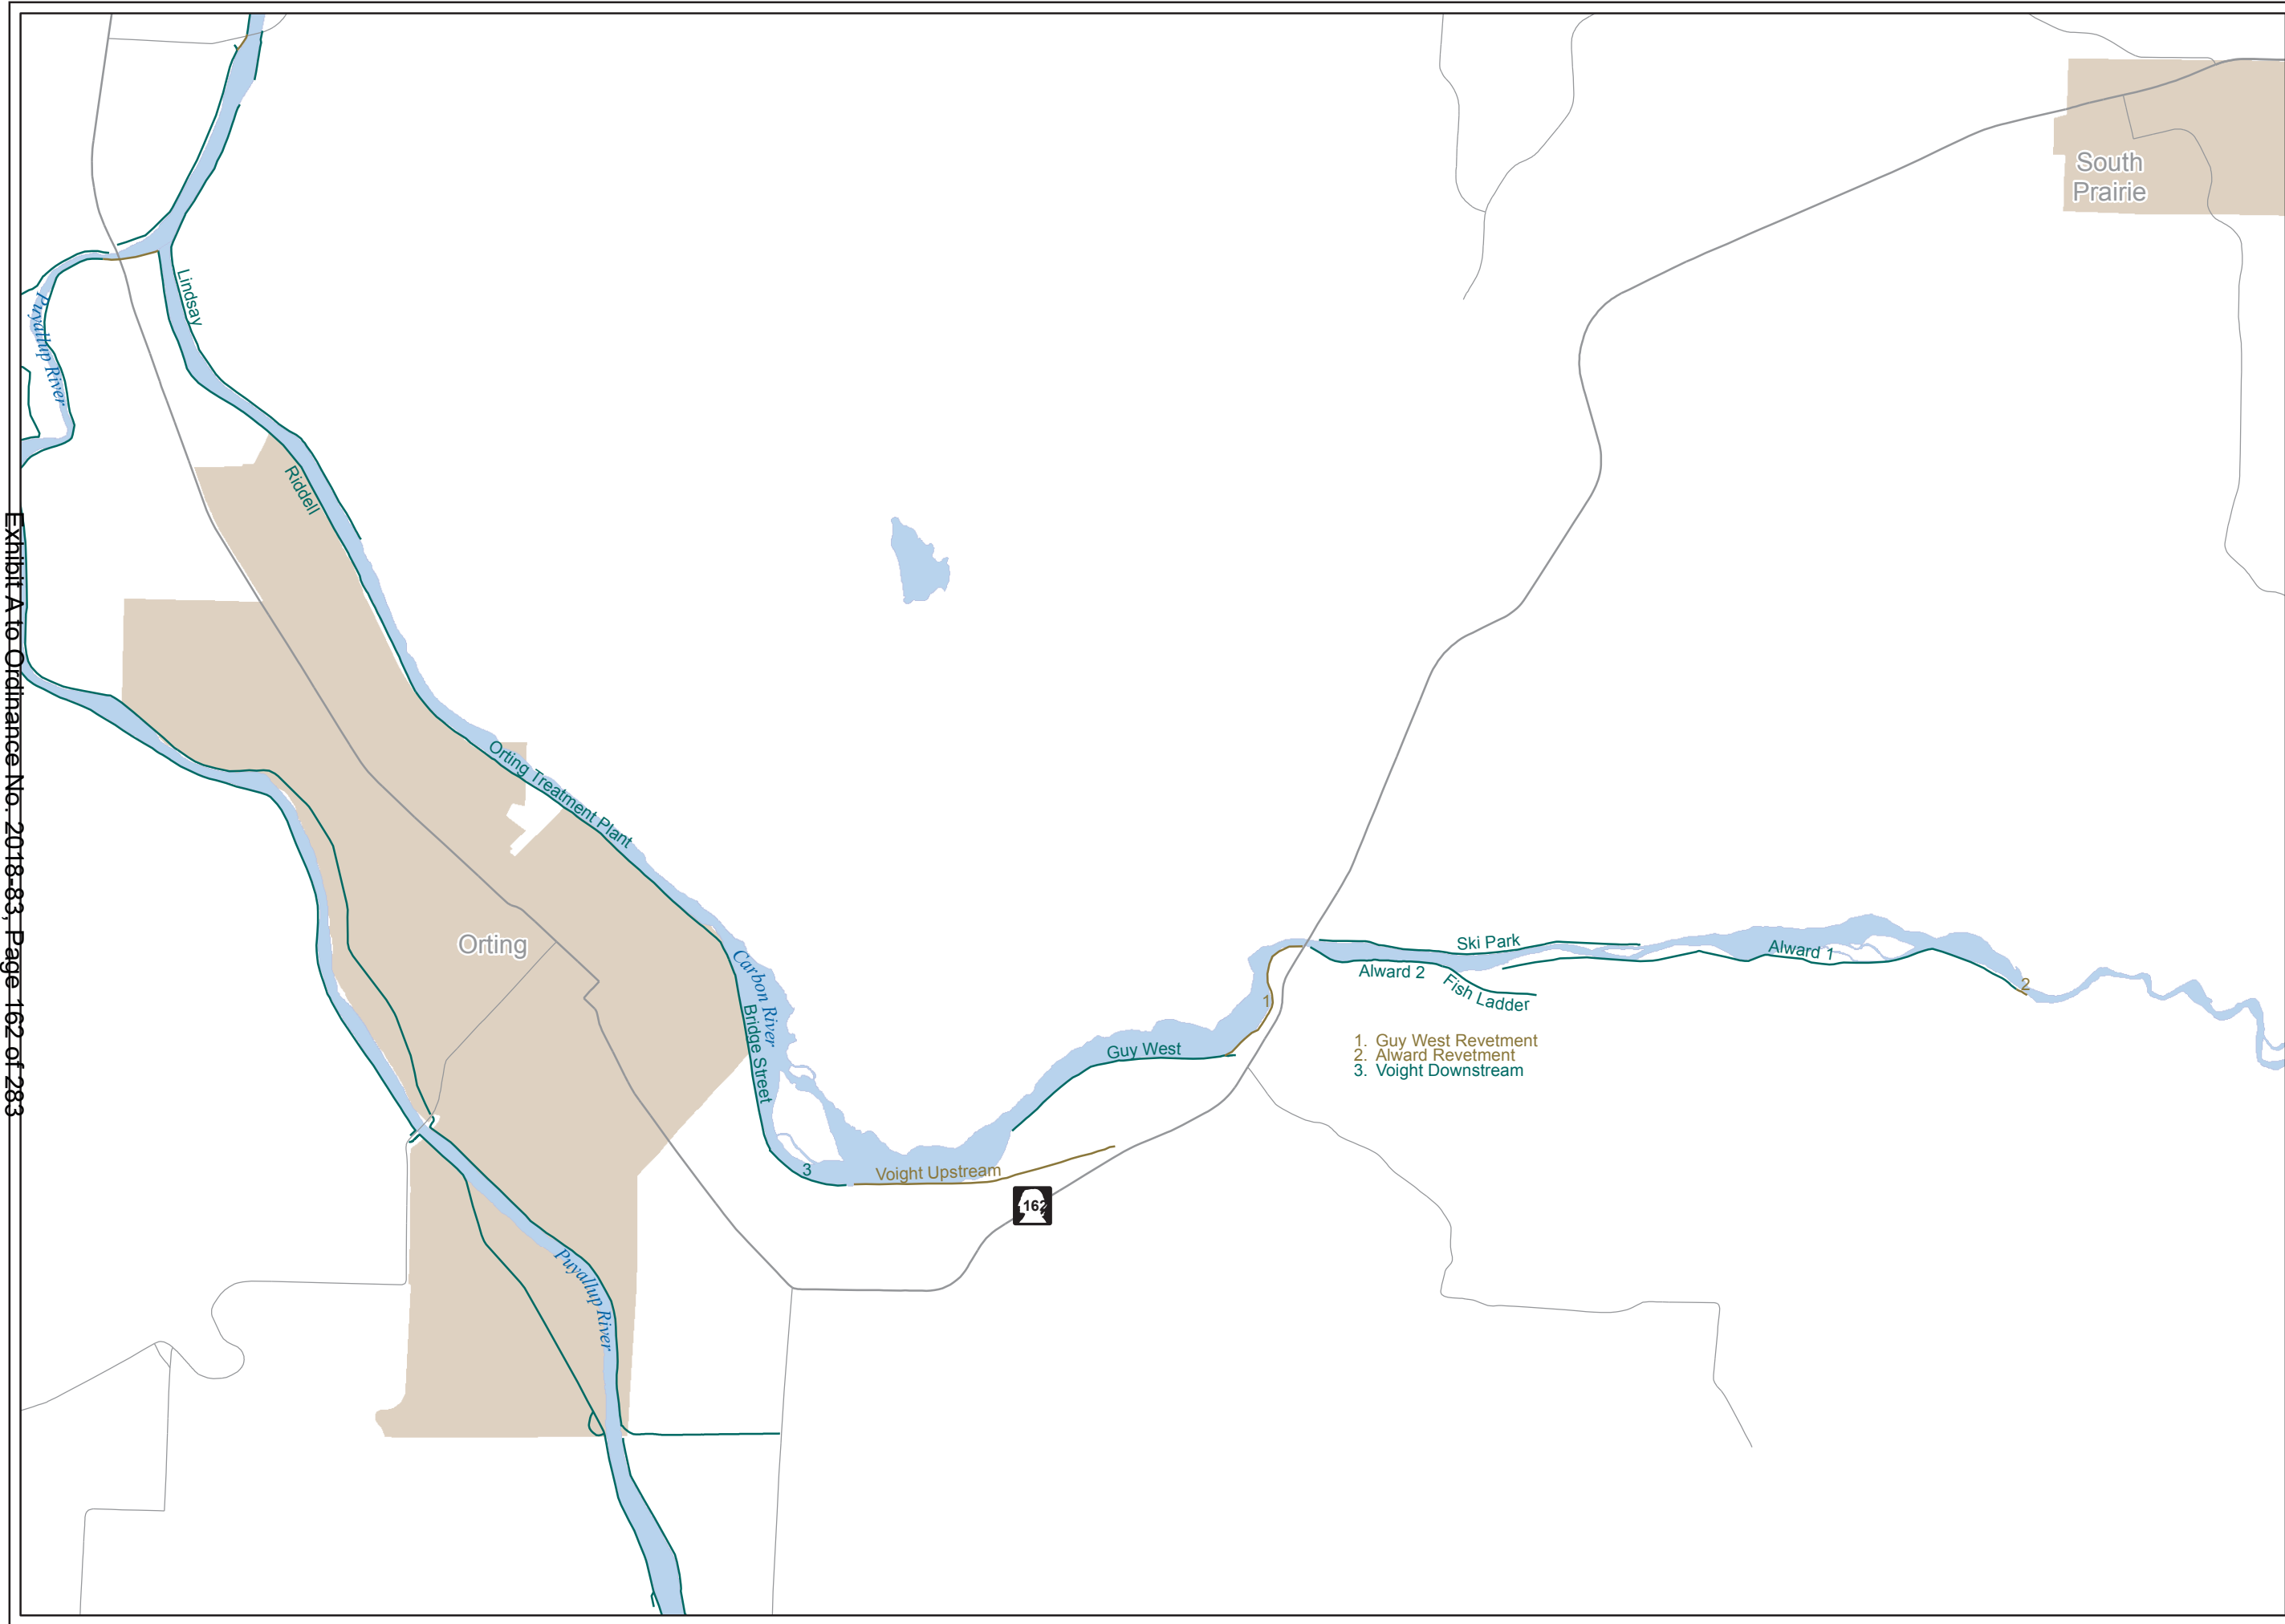 South
Prairie
Lindsay
Puyallup River
Riddell
Exhibit A to Ordinance No. 2018-83, Page 162 of 283
Orting Treatment Plant
Orting
Carbon River
Bridge Street
Ski Park
Alward 1
Alward 2
Fish Ladder
2
1
1. Guy West Revetment
2. Alward Revetment
3. Voight Downstream
Guy West
3
Voight Upstream
162
Puyallup River